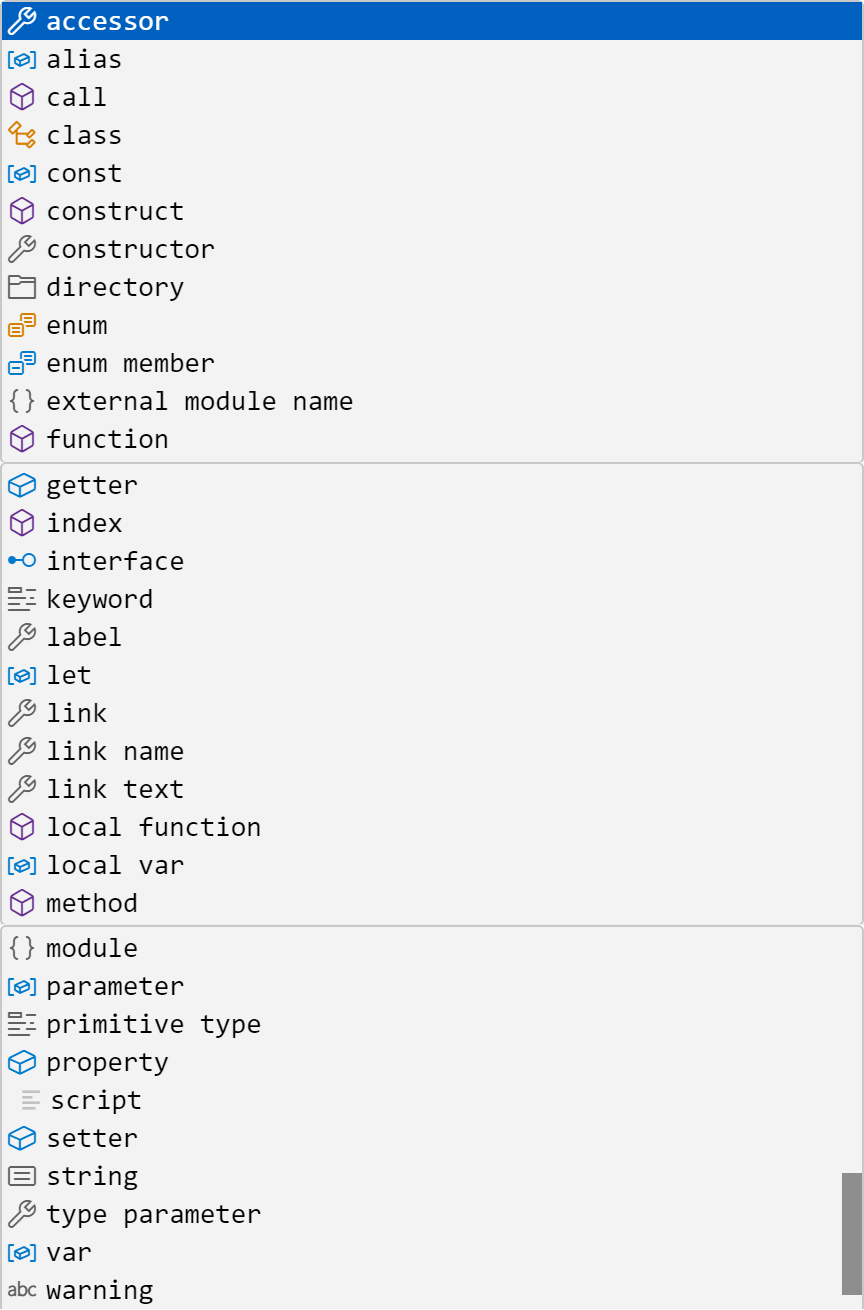 accessor
alias
call
class
const
construct
constructor
directory
enum
enum member
{} external module name
function
getter
index
interface
keyword
label
let
link
link name
link text
local function
local var
method
{} module
parameter
primitive type
property
script
setter
string
type parameter
var
abc warning